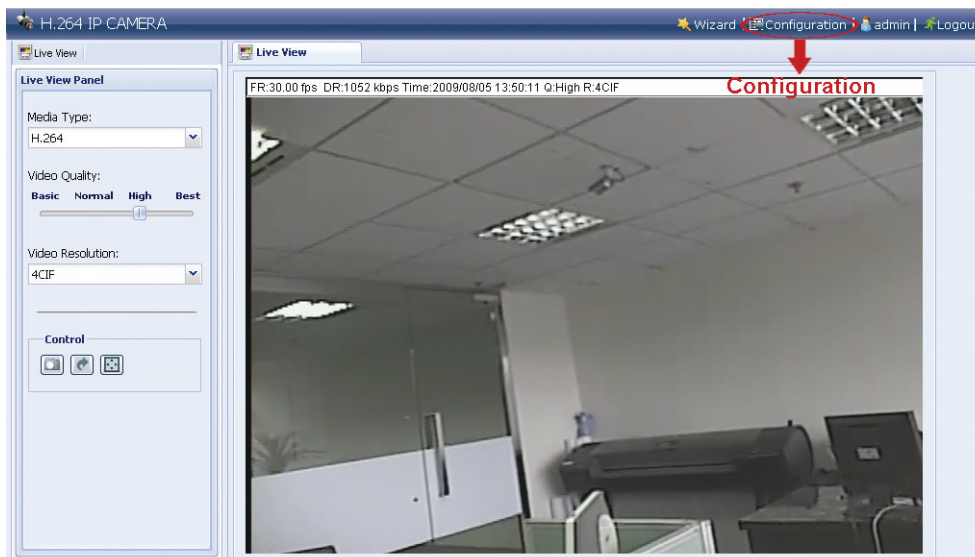 H.264 IP CAMERA
Wizard | Configuration | admin | Logou
Live View
Live View
Live View Panel
FR:30.00 fps DR:1052 kbps Time:2009/08/05 13:50:11 Q:High R:4CIF
Configuration
Media Type:
H.264
Video Quality:
Basic Normal High Best
Video Resolution:
4CIF
Control